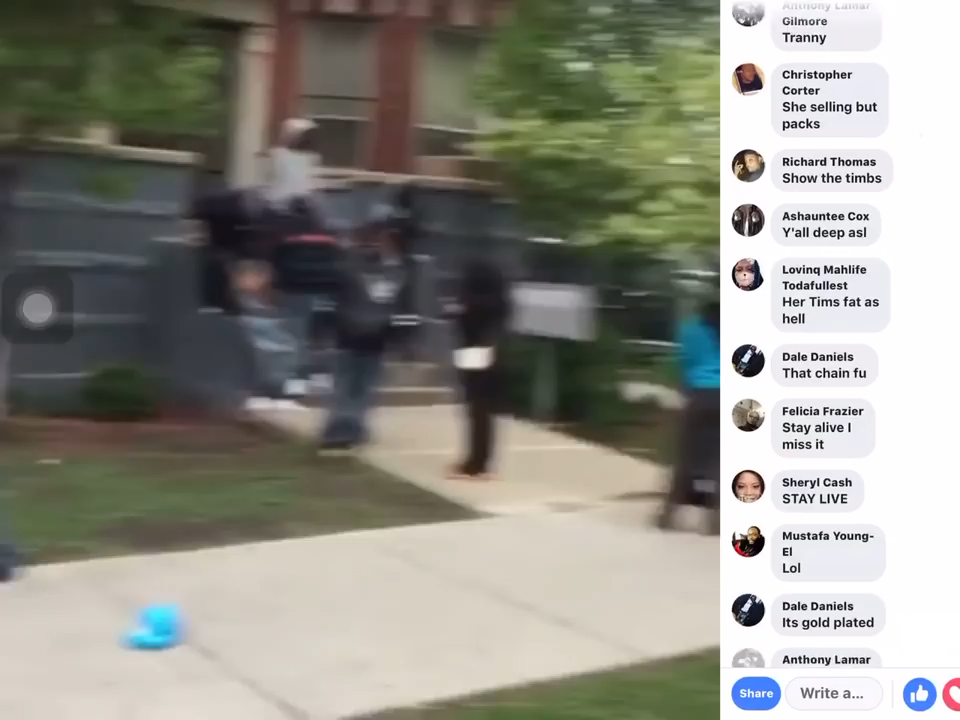 Anthony Lamar
Gilmore
Tranny
Christopher
Corter
She selling but
packs
Richard Thomas
Show the timbs
Ashauntee Cox
Y'all deep asl
Lovinq Mahlife
Todafullest
Her Tims fat as
hell
Dale Daniels
That chain fu
Felicia Frazier
Stay alive I
miss it
Sheryl Cash
STAY LIVE
Mustafa Young-
El
Lol
Dale Daniels
Its gold plated
Anthony Lamar
Share
Write a...